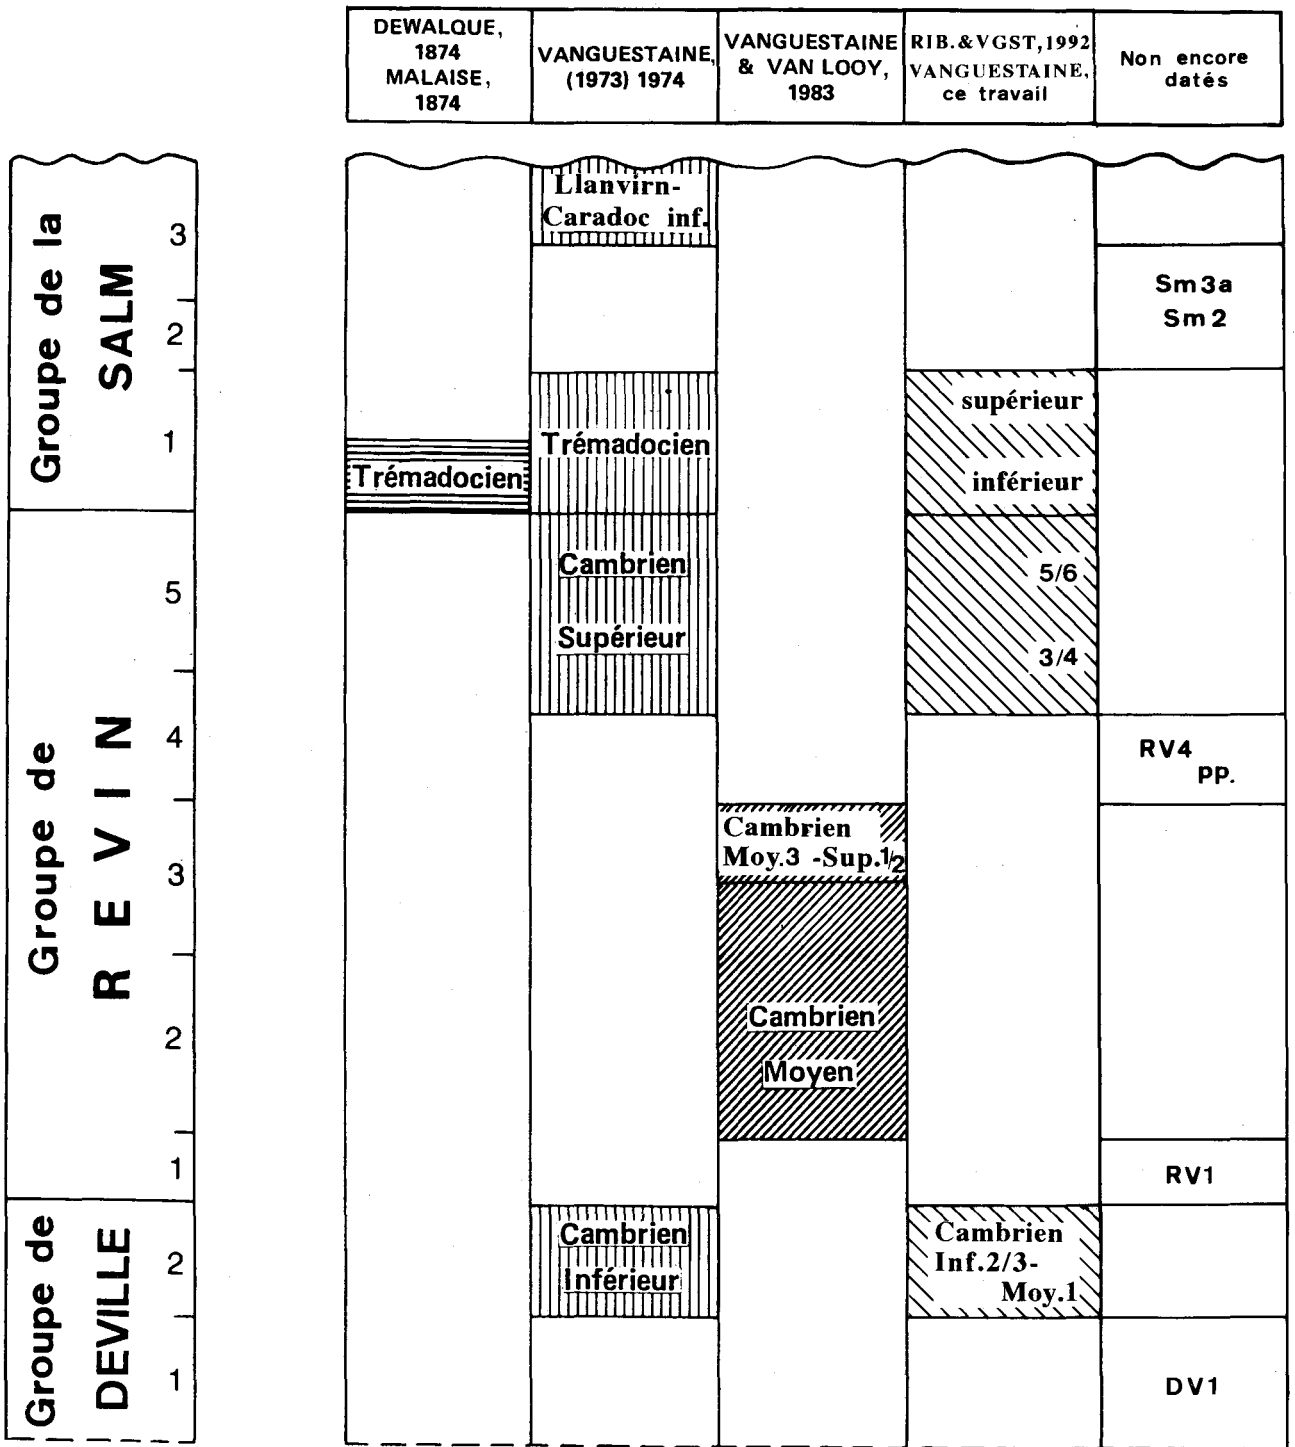 DEWALQUE,
1874
MALAISE,
1874
VANGUESTAINE,
(1973) 1974
VANGUESTAINE
& VAN LOOY,
1983
RIB.&VGST,1992
VANGUESTAINE,
ce travail
Non encore
datés
Groupe de la
SALM
3
2
1
Groupe de
REVIN
5
4
3
2
1
Groupe de
DEVILLE
2
1
Trémadocien
Llanvirn-
Caradoc inf.
Trémadocien
Cambrien
Supérieur
Cambrien
Inférieur
Cambrien
Moy.3 -Sup.1/2
Cambrien
Moyen
supérieur
inférieur
5/6
3/4
Cambrien
Inf.2/3-
Moy.1
Sm3a
Sm2
RV4
pp.
RV1
DV1